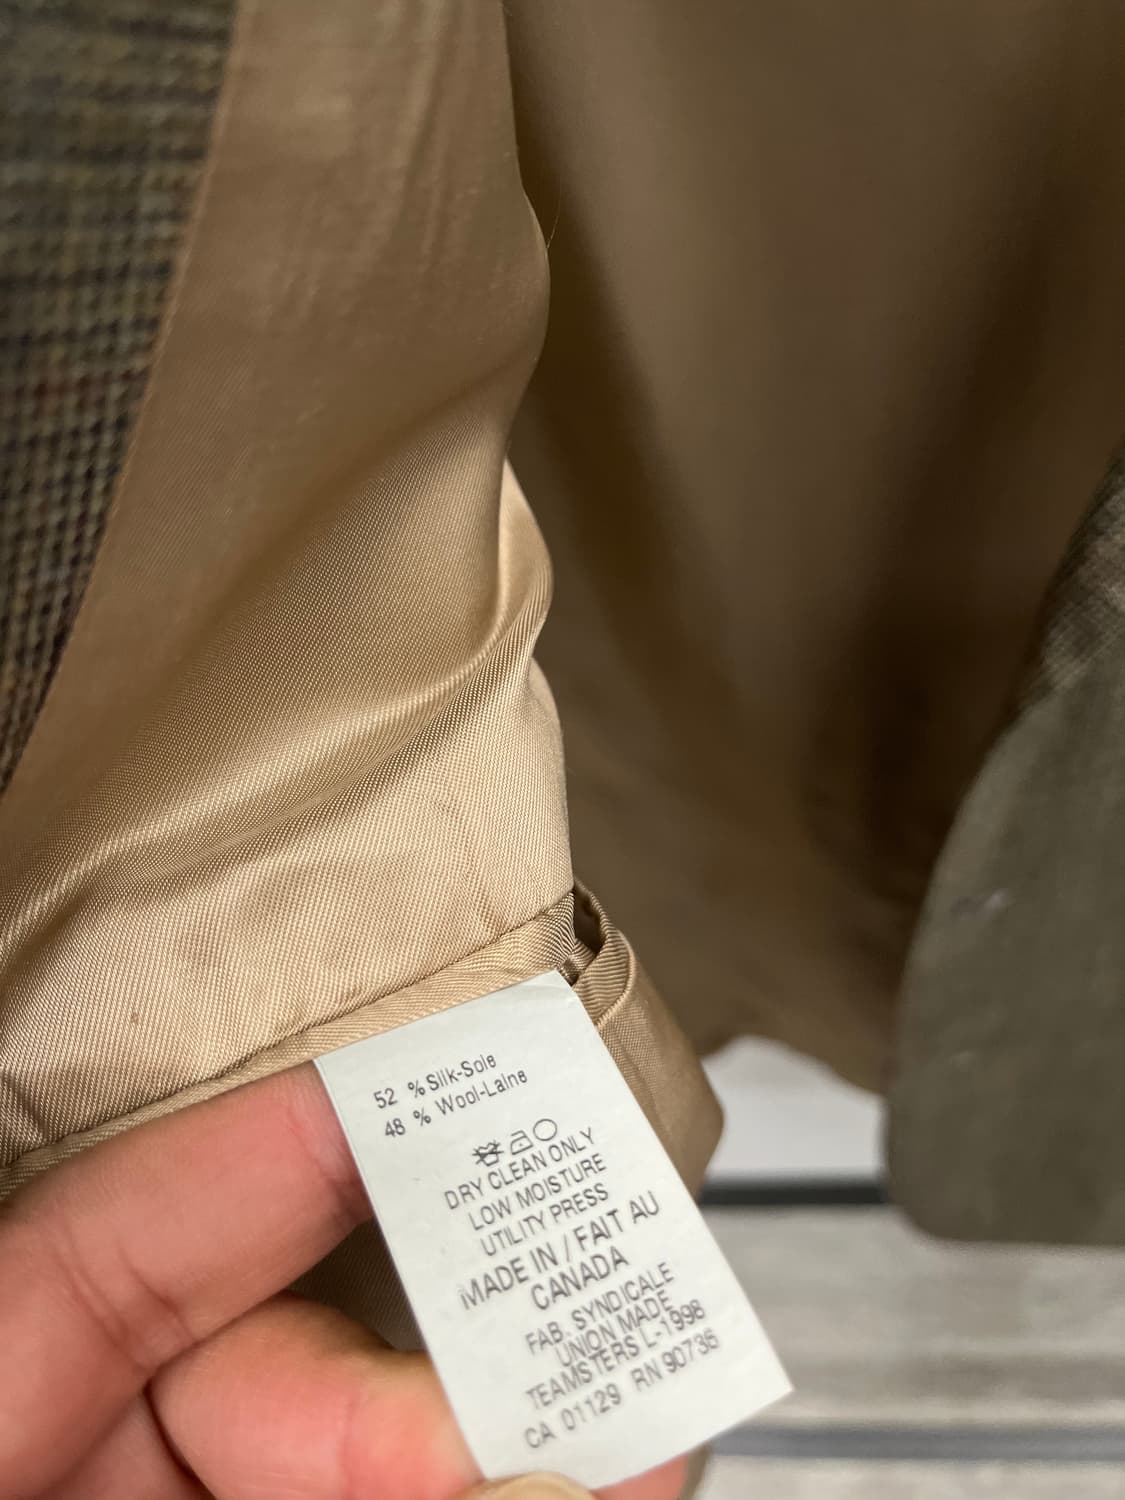 52 % Silk-Soie
48 % Wool-Laine
DRY CLEAN ONLY
LOW MOISTURE
UTILITY PRESS
MADE IN / FAIT AU
CANADA
FAB. SYNDICALE
UNION MADE
TEAMSTERS L-1998
CA 01129 RN 90736